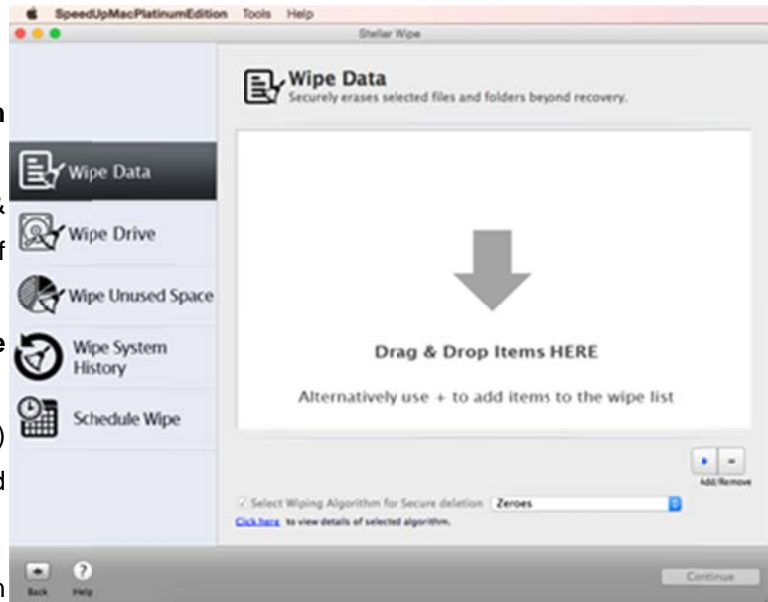 SpeedUpMacPlatinumEdition Tools Help
Stellar Wipe
Wipe Data
Securely erases selected files and folders beyond recovery.
n
Wipe Data
&
Wipe Drive
f
Wipe Unused Space
e
Wipe System
History
Drag & Drop Items HERE
Alternatively use + to add items to the wipe list
Schedule Wipe
)
d
Add/Remove
Select Wiping Algorithm for Secure deletion Zeroes
Click here to view details of selected algorithm.
Back Help Continue
n